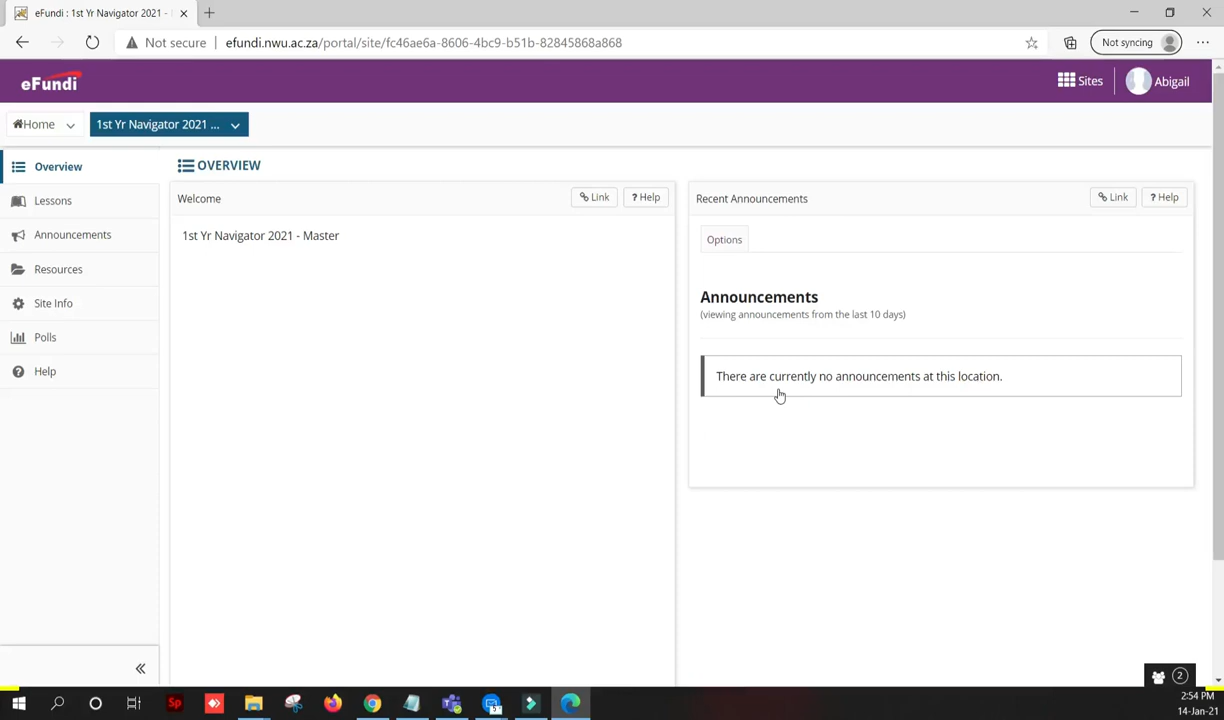 eFundi : 1st Yr Navigator 2021 -
Not secure
efundi.nwu.ac.za/portal/site/fc46ae6a-8606-4bc9-b51b-82845868a868
Not syncing
eFundi
Sites
Abigail
Home
1st Yr Navigator 2021 ...
Overview
Lessons
Announcements
Resources
Site Info
Polls
Help
OVERVIEW
Welcome
Link
? Help
1st Yr Navigator 2021 - Master
Recent Announcements
Link
? Help
Options
Announcements
(viewing announcements from the last 10 days)
There are currently no announcements at this location.
2
Sp
2:54 PM
14-Jan-21